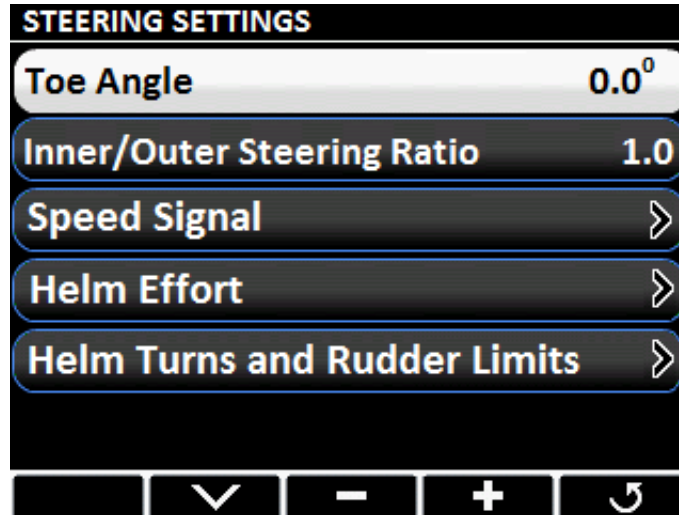 STEERING SETTINGS
Toe Angle 0.0⁰
Inner/Outer Steering Ratio 1.0
Speed Signal
Helm Effort
Helm Turns and Rudder Limits